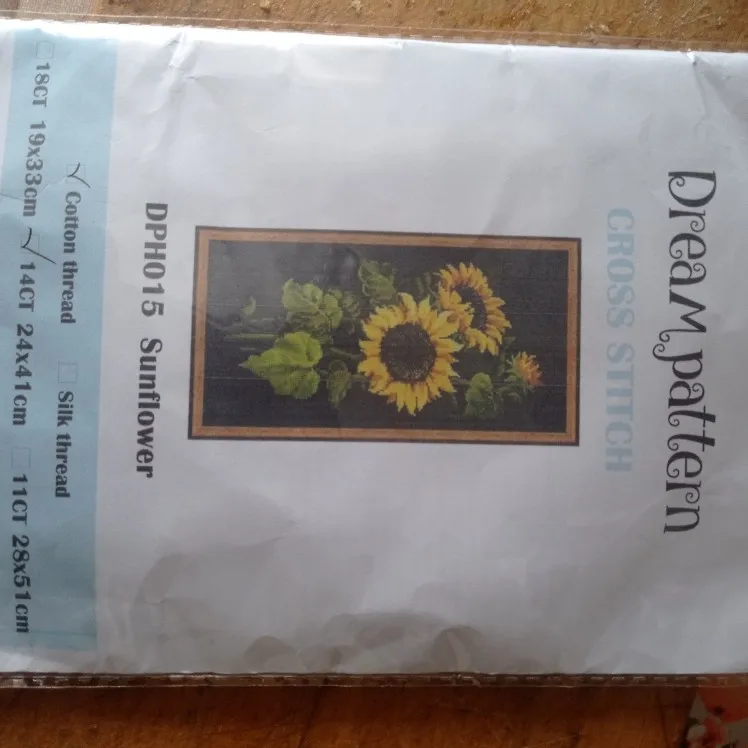 Dream pattern
CROSS STITCH
DPH015 Sunflower
Cotton thread Silk thread
18CT 19x33cm 14CT 24x41cm 11CT 28x51cm